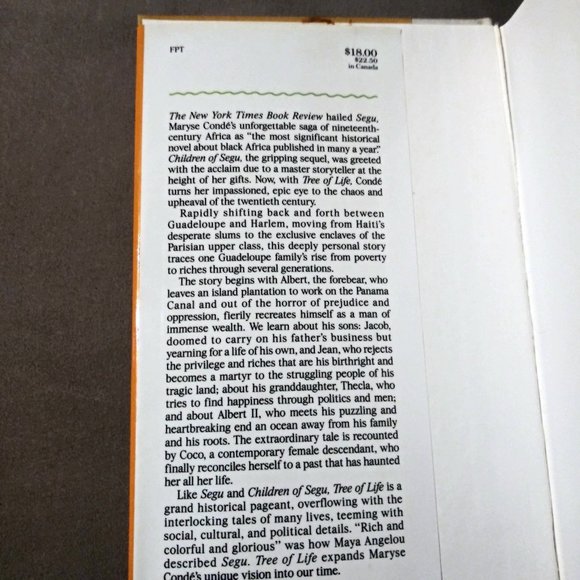 FPT
$18.00
$22.50
in Canada
The New York Times Book Review hailed Segu,
Maryse Condé's unforgettable saga of nineteenth-
century Africa as “the most significant historical
novel about black Africa published in many a year.”
Children of Segu, the gripping sequel, was greeted
with the acclaim due to a master storyteller at the
height of her gifts. Now, with Tree of Life, Condé
turns her impassioned, epic eye to the chaos and
upheaval of the twentieth century.
Rapidly shifting back and forth between
Guadeloupe and Harlem, moving from Haiti's
desperate slums to the exclusive enclaves of the
Parisian upper class, this deeply personal story
traces one Guadeloupe family's rise from poverty
to riches through several generations.
The story begins with Albert, the forebear, who
leaves an island plantation to work on the Panama
Canal and out of the horror of prejudice and
oppression, fierily recreates himself as a man of
immense wealth. We learn about his sons: Jacob,
doomed to carry on his father's business but
yearning for a life of his own, and Jean, who rejects
the privilege and riches that are his birthright and
becomes a martyr to the struggling people of his
tragic land; about his granddaughter, Thecla, who
tries to find happiness through politics and men;
and about Albert II, who meets his puzzling and
heartbreaking end an ocean away from his family
and his roots. The extraordinary tale is recounted
by Coco, a contemporary female descendant, who
finally reconciles herself to a past that has haunted
her all her life.
Like Segu and Children of Segu, Tree of Life is a
grand historical pageant, overflowing with the
interlocking tales of many lives, teeming with
social, cultural, and political details. “Rich and
colorful and glorious” was how Maya Angelou
described Segu. Tree of Life expands Maryse
Condé's unique vision into our time.